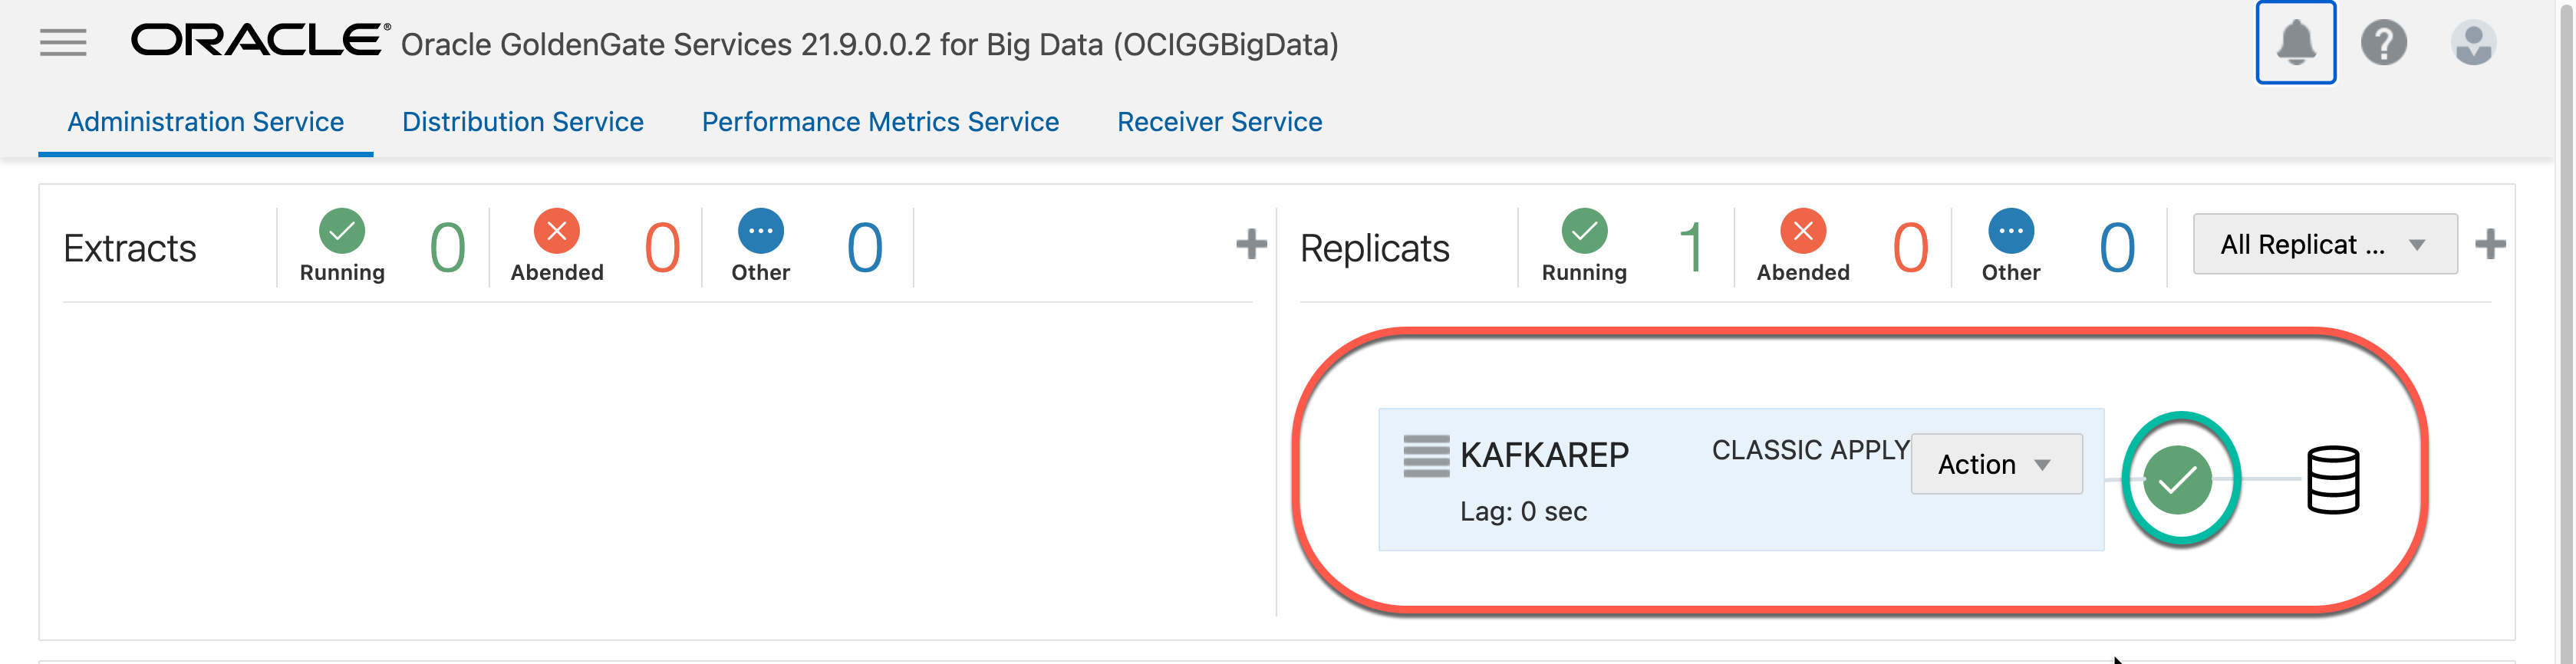 ORACLE® Oracle GoldenGate Services 21.9.0.0.2 for Big Data (OCIGGBigData)
Administration Service Distribution Service Performance Metrics Service Receiver Service
Extracts
Running 0
Abended 0
Other 0
Replicats
Running 1
Abended 0
Other 0
All Replicat ...
KAFKAREP CLASSIC APPLY Action
Lag: 0 sec